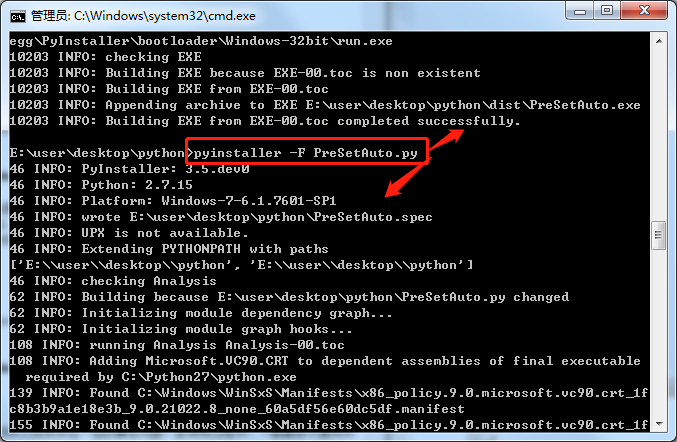 管理员: C:\Windows\system32\cmd.exe
egg\PyInstaller\bootloader\Windows-32bit\run.exe
10203 INFO: checking EXE
10203 INFO: Building EXE because EXE-00.toc is non existent
10203 INFO: Building EXE from EXE-00.toc
10203 INFO: Appending archive to EXE E:\user\desktop\python\dist\PreSetAuto.exe
10203 INFO: Building EXE from EXE-00.toc completed successfully.
E:\user\desktop\python>pyinstaller -F PreSetAuto.py
46 INFO: PyInstaller: 3.5.dev0
46 INFO: Python: 2.7.15
46 INFO: Platform: Windows-7-6.1.7601-SP1
46 INFO: wrote E:\user\desktop\python\PreSetAuto.spec
46 INFO: UPX is not available.
46 INFO: Extending PYTHONPATH with paths
['E:\\user\\desktop\\python', 'E:\\user\\desktop\\python']
46 INFO: checking Analysis
62 INFO: Building because E:\user\desktop\python\PreSetAuto.py changed
62 INFO: Initializing module dependency graph...
62 INFO: Initializing module graph hooks...
108 INFO: running Analysis Analysis-00.toc
108 INFO: Adding Microsoft.VC90.CRT to dependent assemblies of final executable
required by C:\Python27\python.exe
139 INFO: Found C:\Windows\WinSxS\Manifests\x86_policy.9.0.microsoft.vc90.crt_1f
c8b3b9a1e18e3b_9.0.21022.8_none_60a5df56e60dc5df.manifest
155 INFO: Found C:\Windows\WinSxS\Manifests\x86_policy.9.0.microsoft.vc90.crt_1f